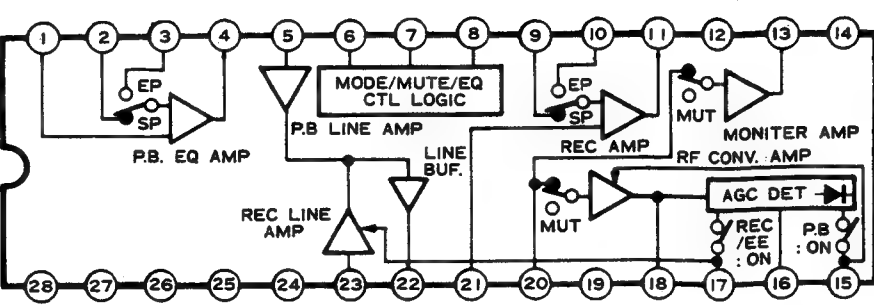 1 2 3 4 5 6 7 8 9 10 11 12 13 14
EP
SP
P.B. EQ AMP
MODE/MUTE/EQ
CTL LOGIC
P.B LINE AMP
EP
SP
REC AMP
MUT
MONITER AMP
LINE
BUF.
REC LINE
AMP
RF CONV. AMP
MUT
AGC DET
REC
/EE
: ON
P.B
: ON
28 27 26 25 24 23 22 21 20 19 18 17 16 15